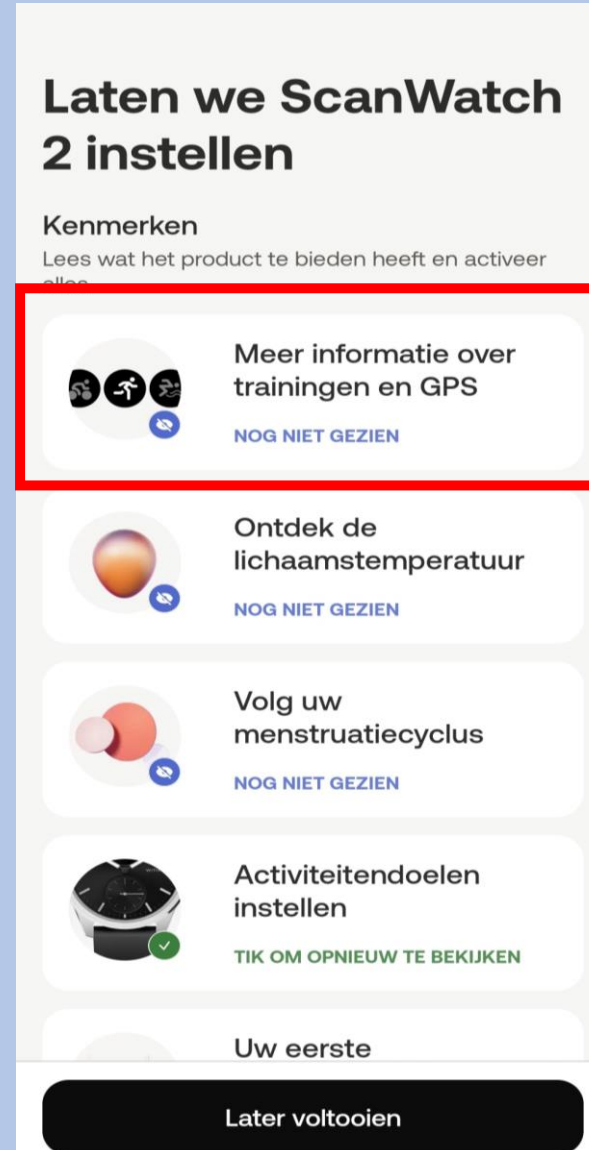 Laten we ScanWatch
2 instellen
Kenmerken
Lees wat het product te bieden heeft en activeer
alles
Meer informatie over
trainingen en GPS
NOG NIET GEZIEN
Ontdek de
lichaamstemperatuur
NOG NIET GEZIEN
Volg uw
menstruatiecyclus
NOG NIET GEZIEN
Activiteitendoelen
instellen
TIK OM OPNIEUW TE BEKIJKEN
Uw eerste
Later voltooien